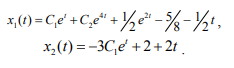 x₁(t) = C₁eᵗ + C₂e⁴ᵗ + ½e²ᵗ − 5⁄8 − ½t ,
x₂(t) = −3C₁eᵗ + 2 + 2t .